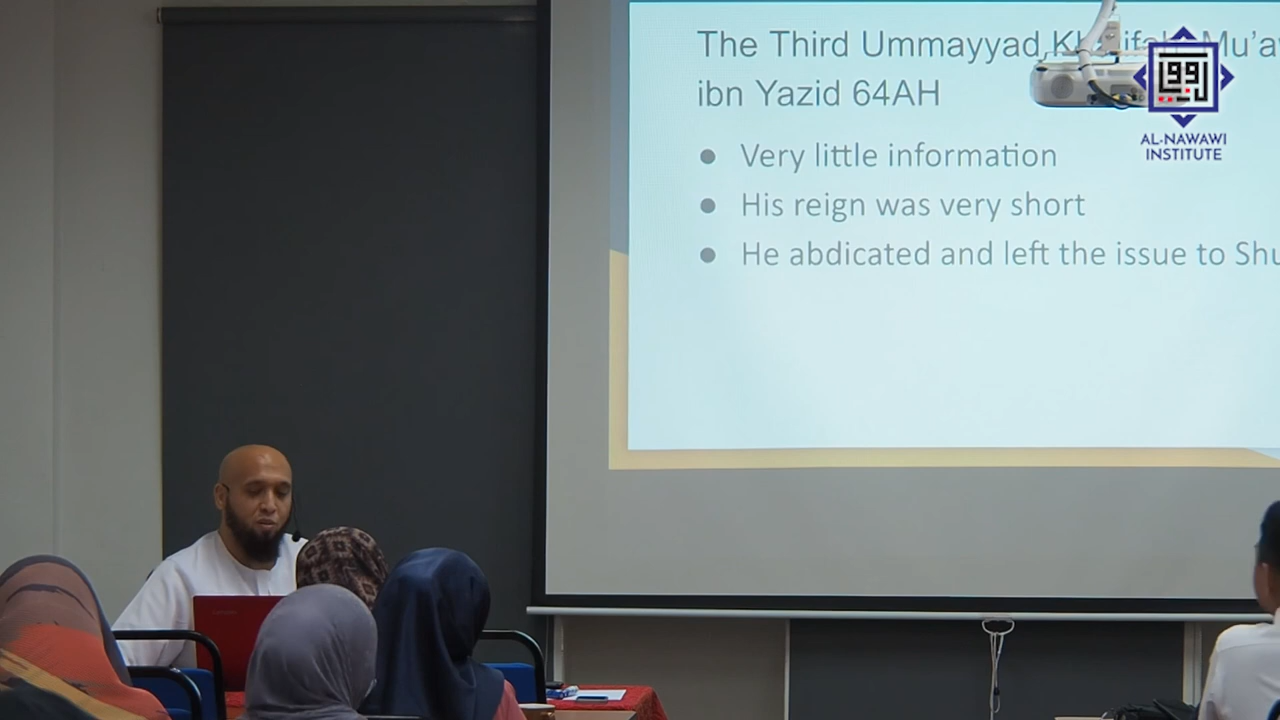 The Third Ummayyad
ibn Yazid 64AH
● Very little information
● His reign was very short
● He abdicated and left the issue to
AL-NAWAWI
INSTITUTE